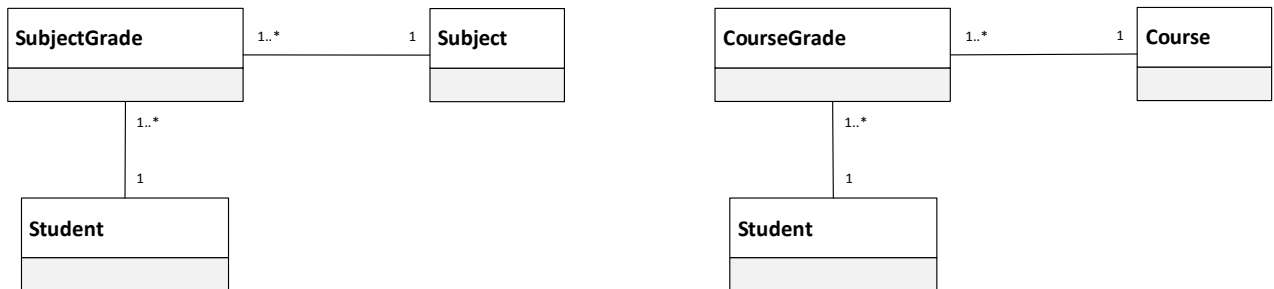 SubjectGrade 1..* 1 Subject
1..*
1
Student
CourseGrade 1..* 1 Course
1..*
1
Student